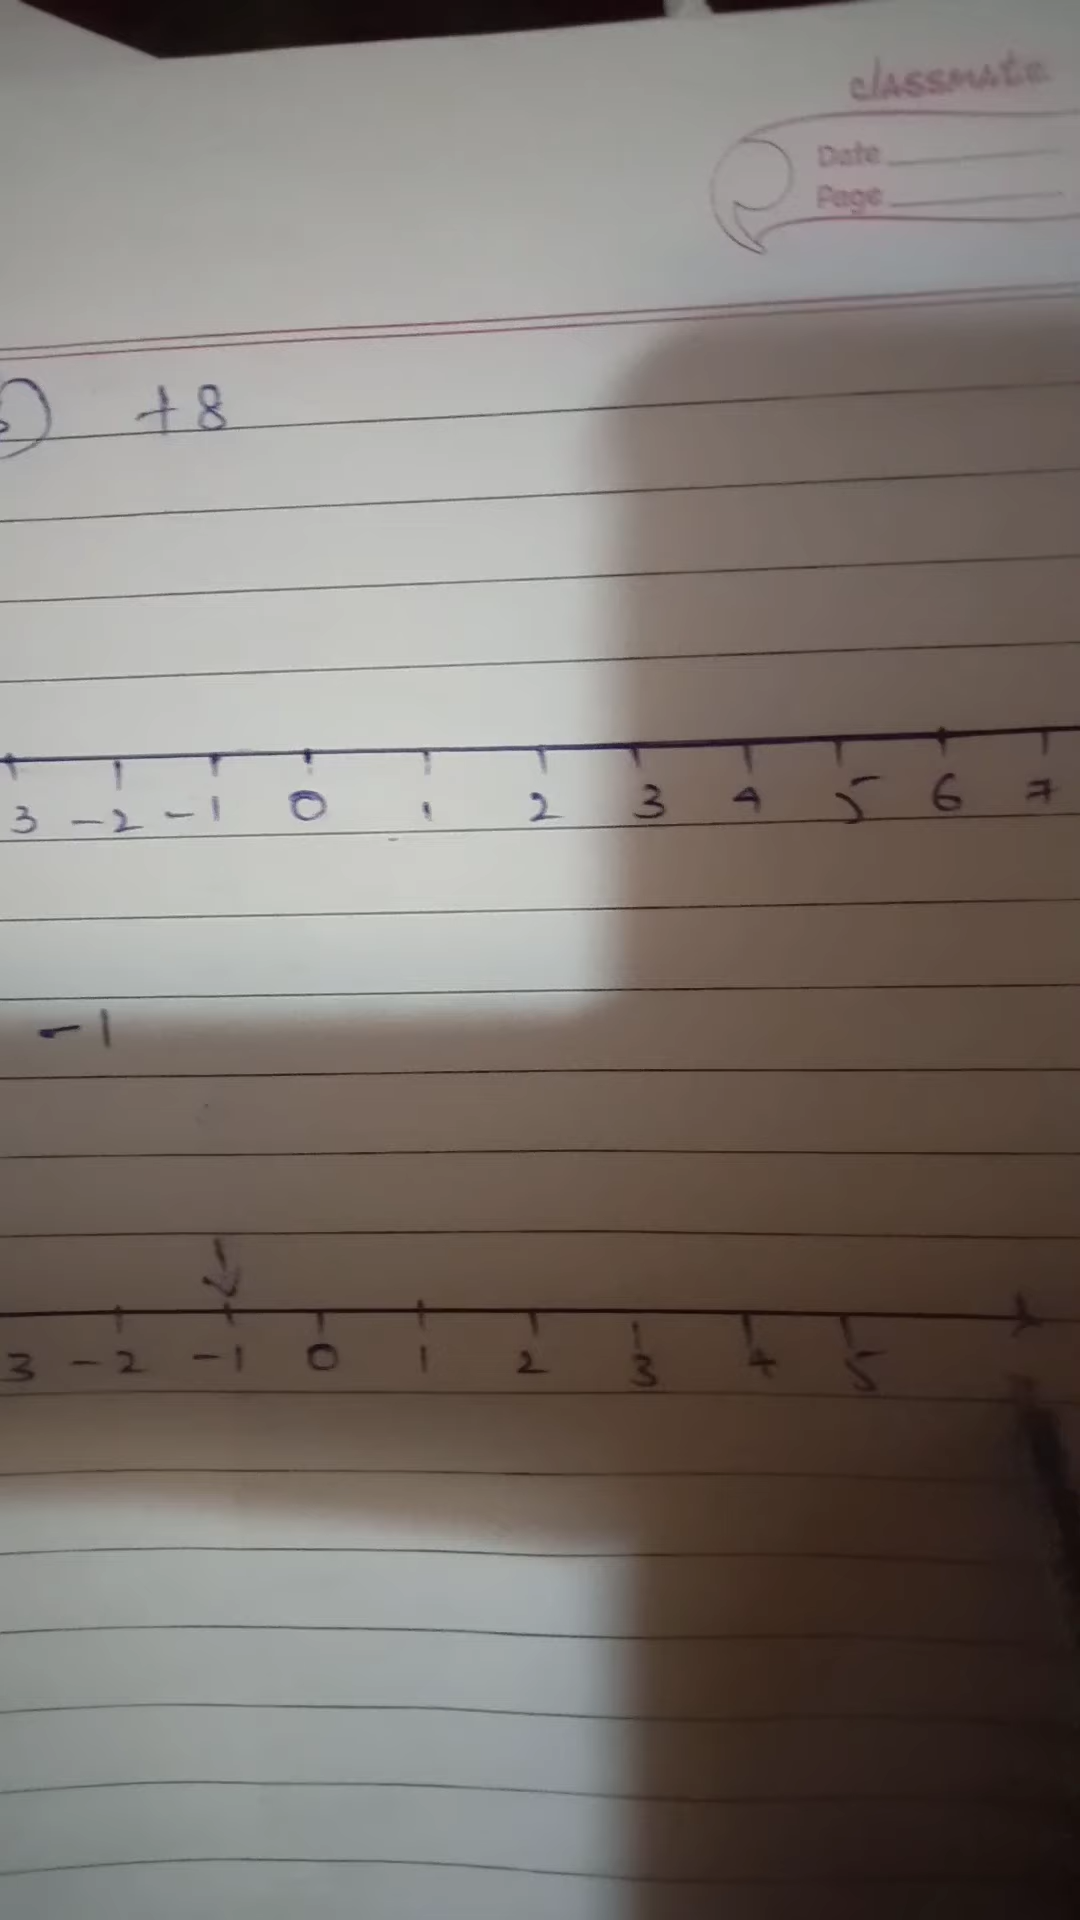 classmate
Date
Page
+8
3 -2 -1 0 1 2 3 4 5 6 7
-1
3 -2 -1 0 1 2 3 4 5